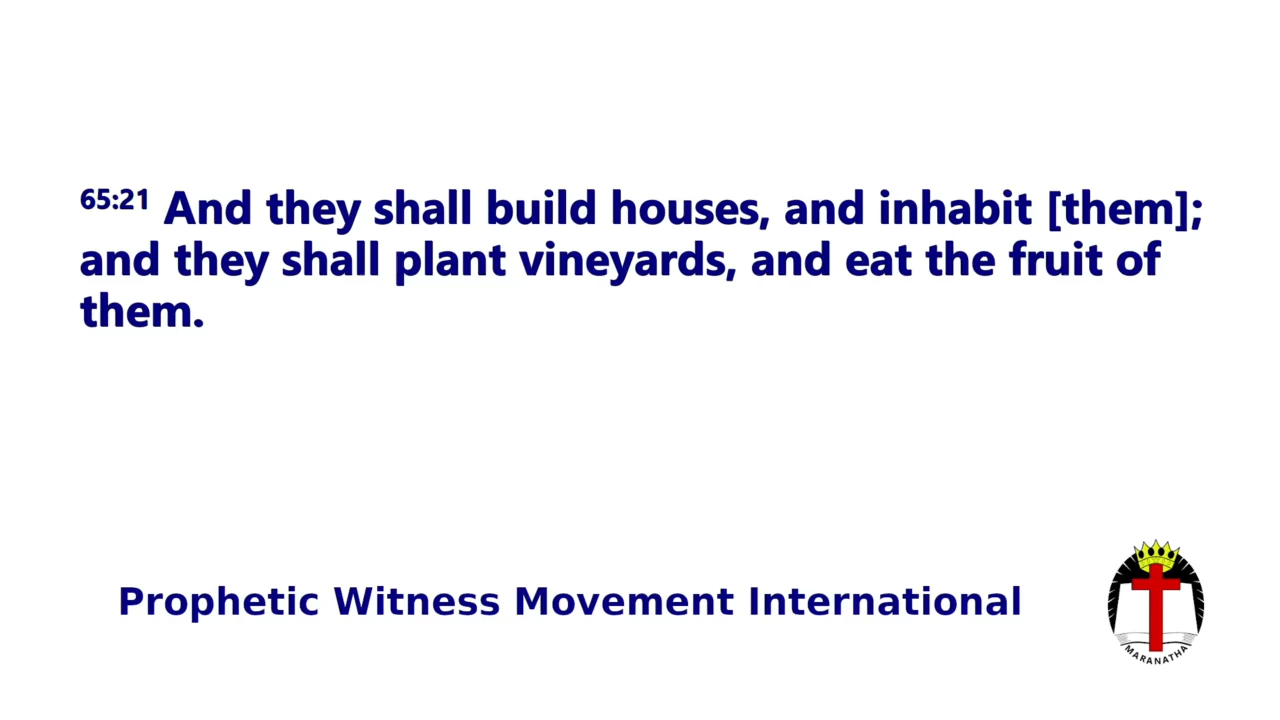 65:21 And they shall build houses, and inhabit [them];
and they shall plant vineyards, and eat the fruit of
them.
Prophetic Witness Movement International
MARANATHA